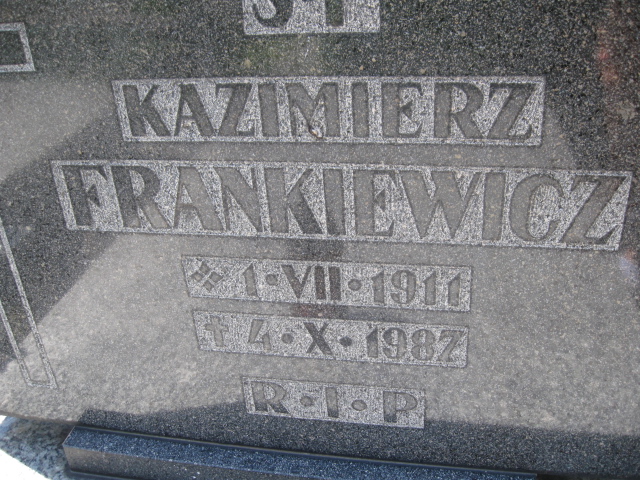 KAZIMIERZ
FRANKIEWICZ
1·VII·1911
† 4·X·1987
R·I·P